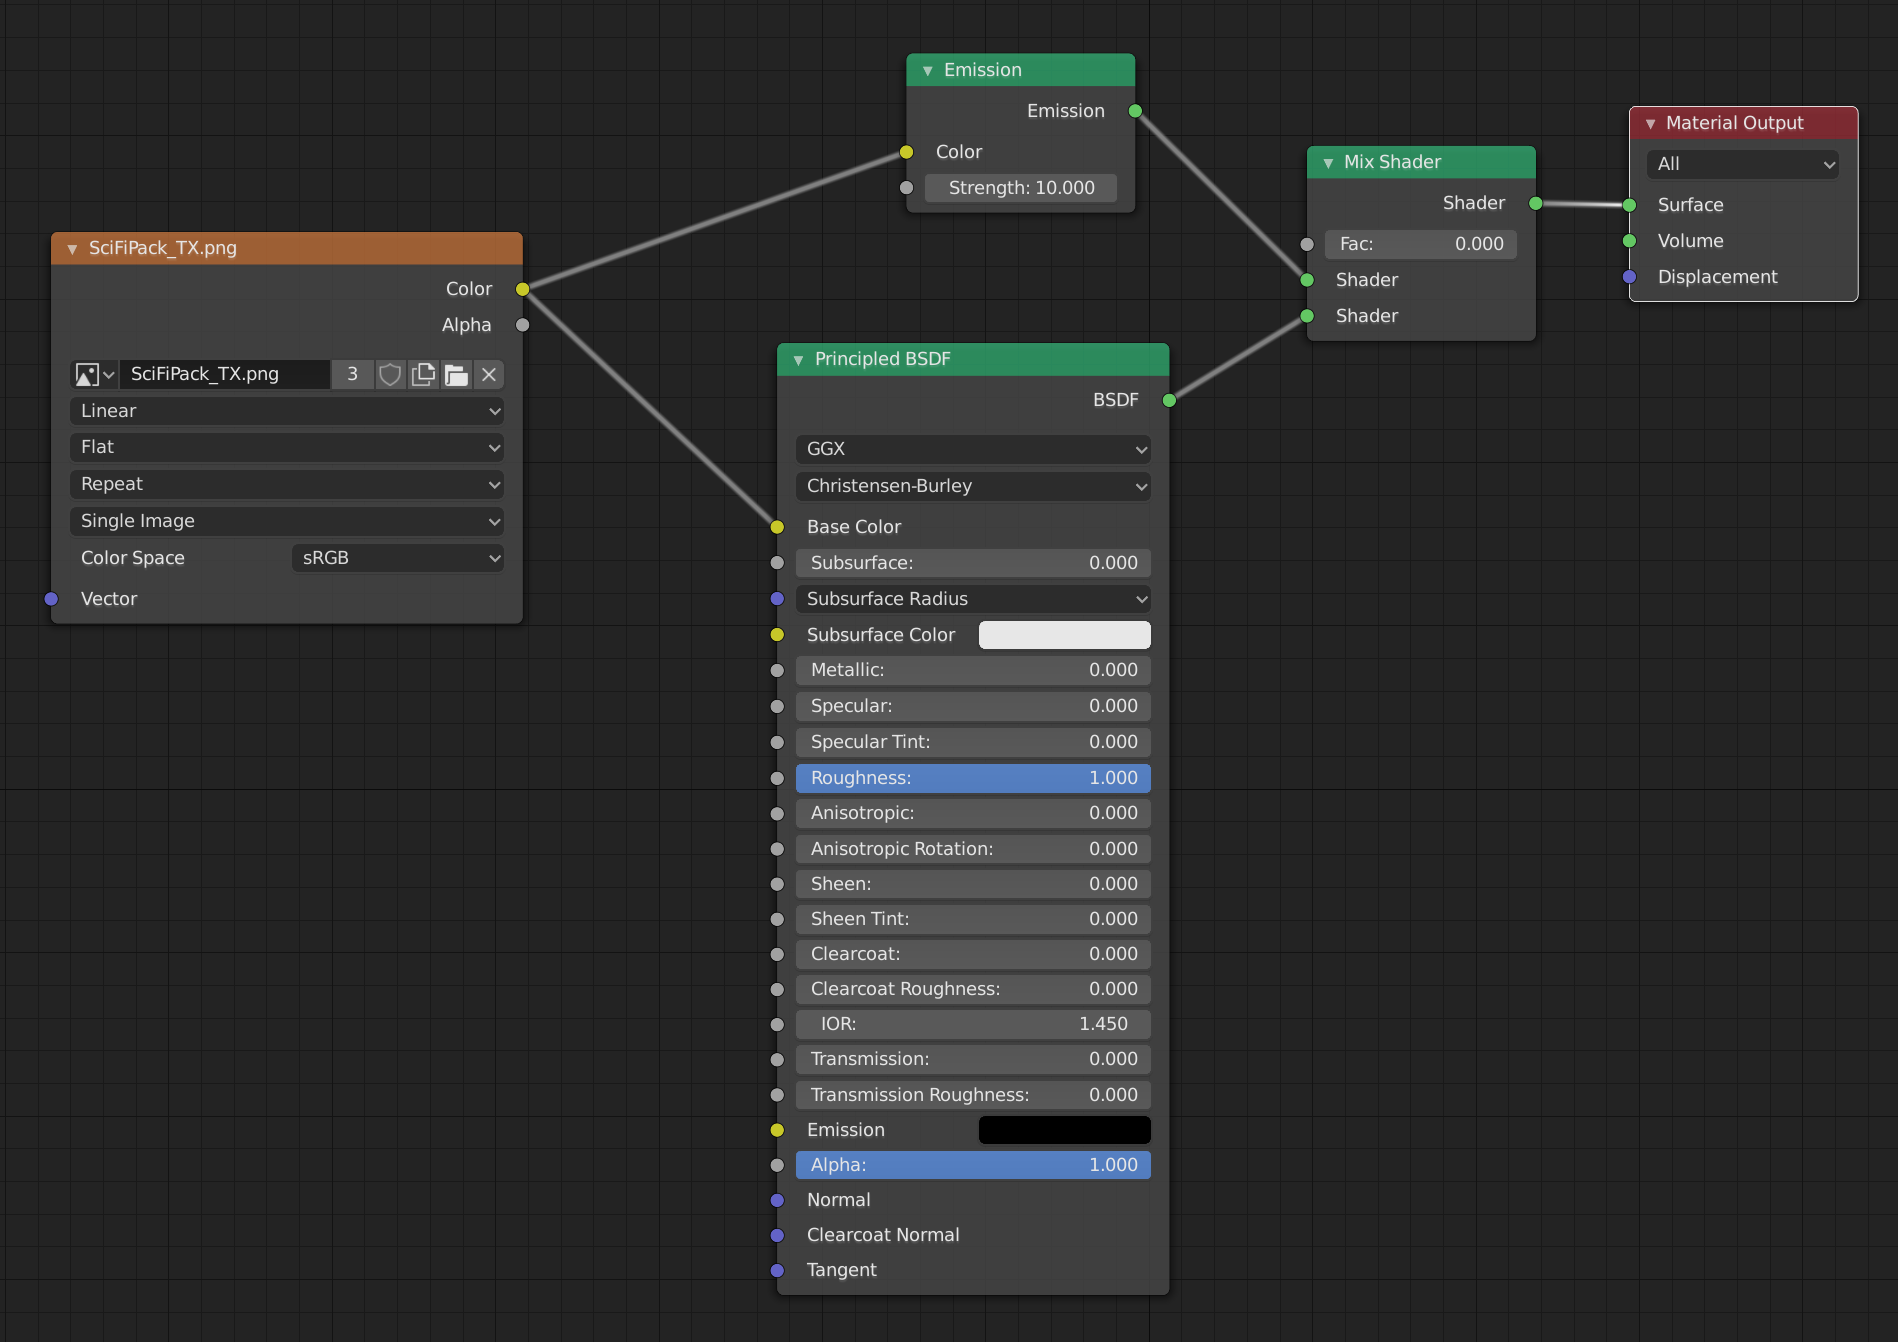 SciFiPack_TX.png
Color
Alpha
SciFiPack_TX.png 3
Linear
Flat
Repeat
Single Image
Color Space sRGB
Vector
Emission
Emission
Color
Strength: 10.000
Principled BSDF
BSDF
GGX
Christensen-Burley
Base Color
Subsurface: 0.000
Subsurface Radius
Subsurface Color
Metallic: 0.000
Specular: 0.000
Specular Tint: 0.000
Roughness: 1.000
Anisotropic: 0.000
Anisotropic Rotation: 0.000
Sheen: 0.000
Sheen Tint: 0.000
Clearcoat: 0.000
Clearcoat Roughness: 0.000
IOR: 1.450
Transmission: 0.000
Transmission Roughness: 0.000
Emission
Alpha: 1.000
Normal
Clearcoat Normal
Tangent
Mix Shader
Shader
Fac: 0.000
Shader
Shader
Material Output
All
Surface
Volume
Displacement